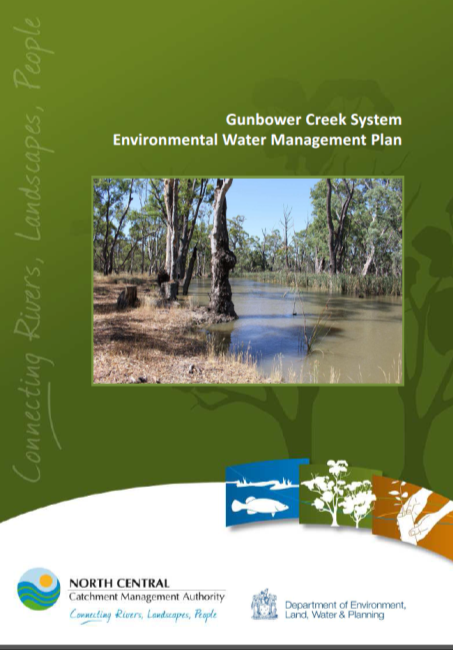 Connecting Rivers, Landscapes, People
Gunbower Creek System
Environmental Water Management Plan
NORTH CENTRAL
Catchment Management Authority
Connecting Rivers, Landscapes, People
Department of Environment,
Land, Water & Planning